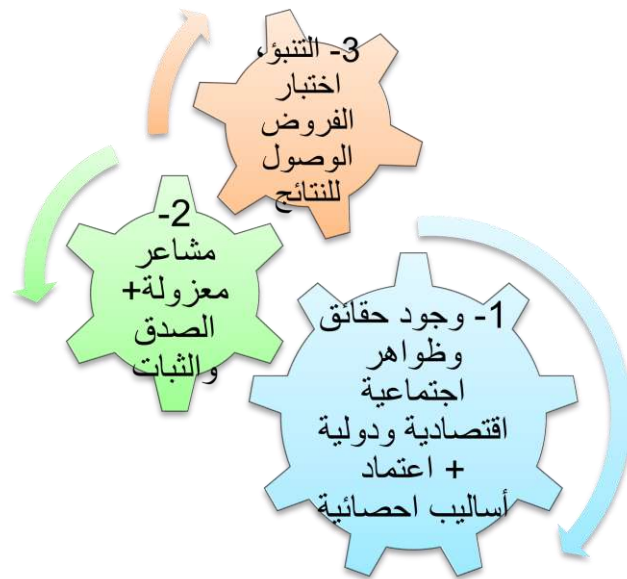 3- التنبؤ،
اختبار
الفروض
الوصول
للنتائج
2-
مشاعر
معزولة+
الصدق
والثبات
1- وجود حقائق
وظواهر
اجتماعية
اقتصادية ودولية
+ اعتماد
أساليب احصائية